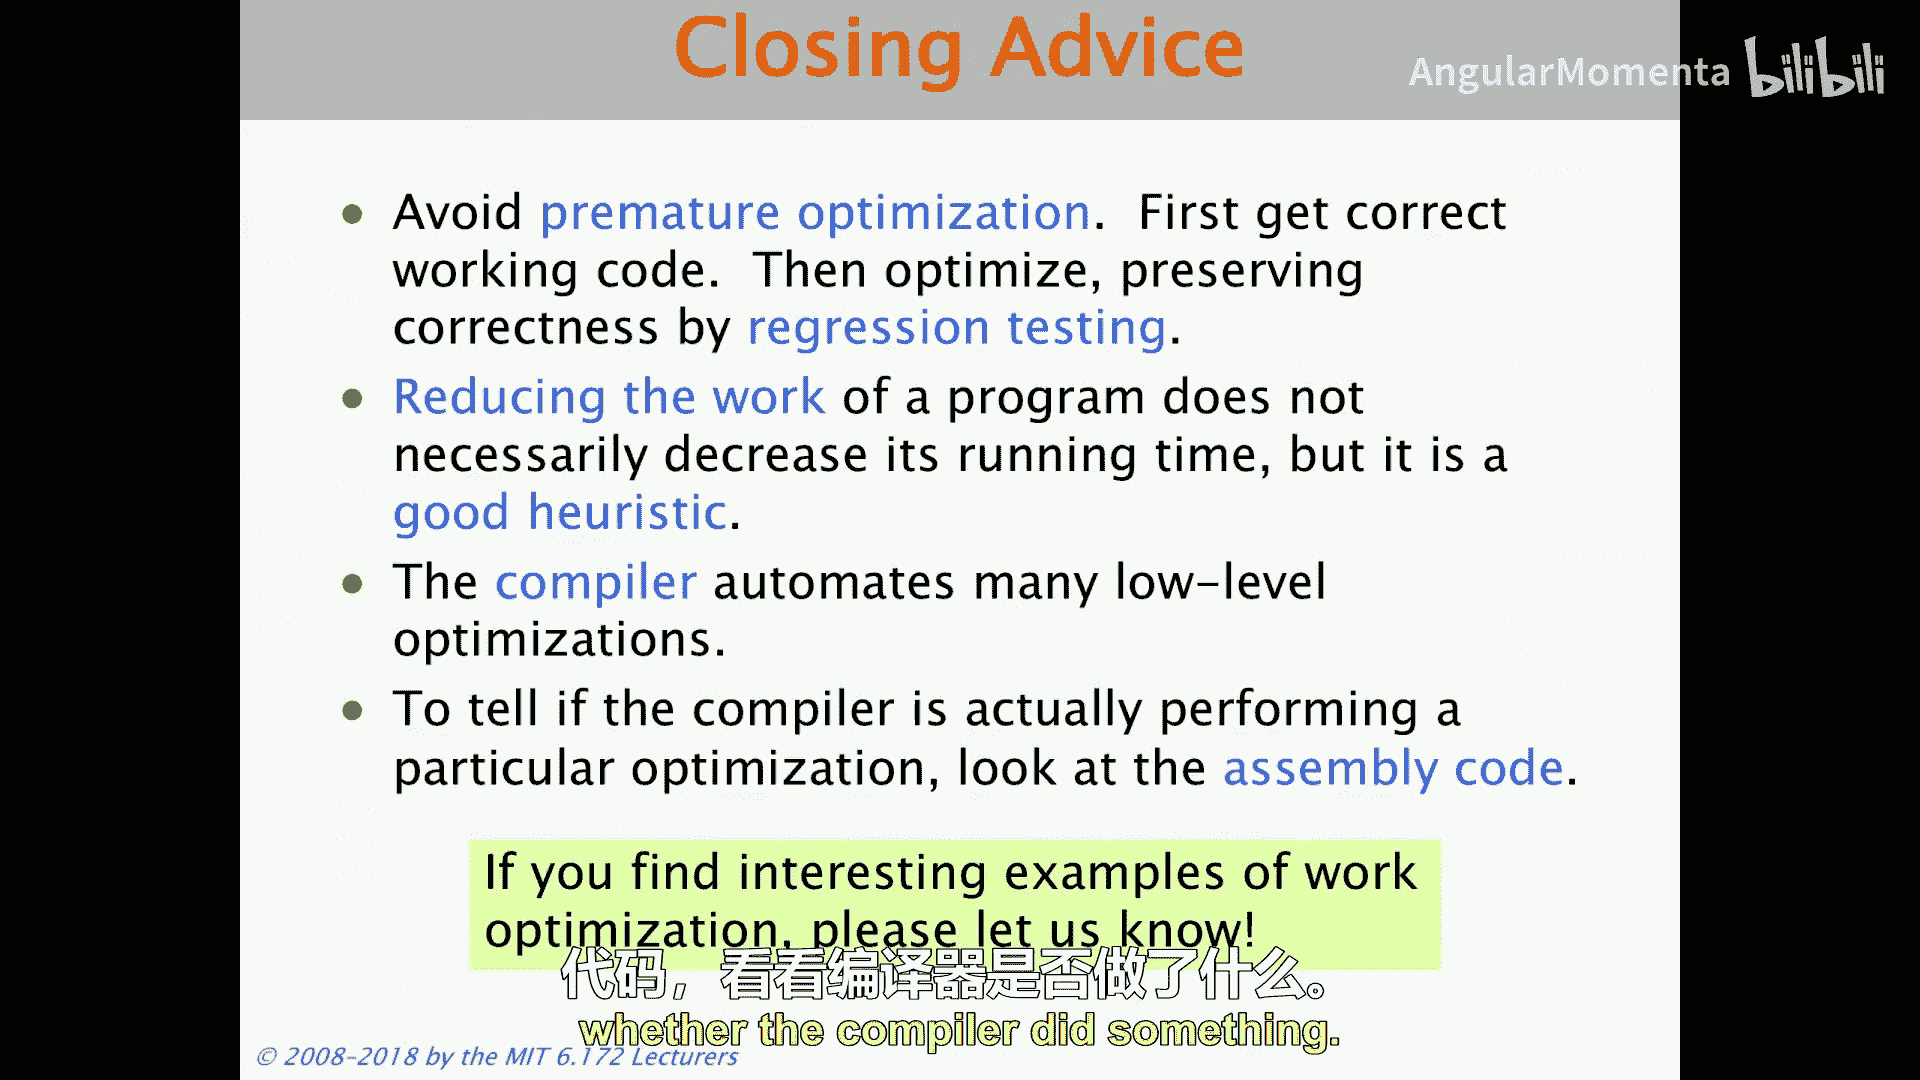 Closing Advice
AngularMomenta bilibili
• Avoid premature optimization. First get correct
working code. Then optimize, preserving
correctness by regression testing.
• Reducing the work of a program does not
necessarily decrease its running time, but it is a
good heuristic.
• The compiler automates many low-level
optimizations.
• To tell if the compiler is actually performing a
particular optimization, look at the assembly code.
If you find interesting examples of work
optimization, please let us know!
代码，看看编译器是否做了什么。
whether the compiler did something.
© 2008-2018 by the MIT 6.172 Lecturers